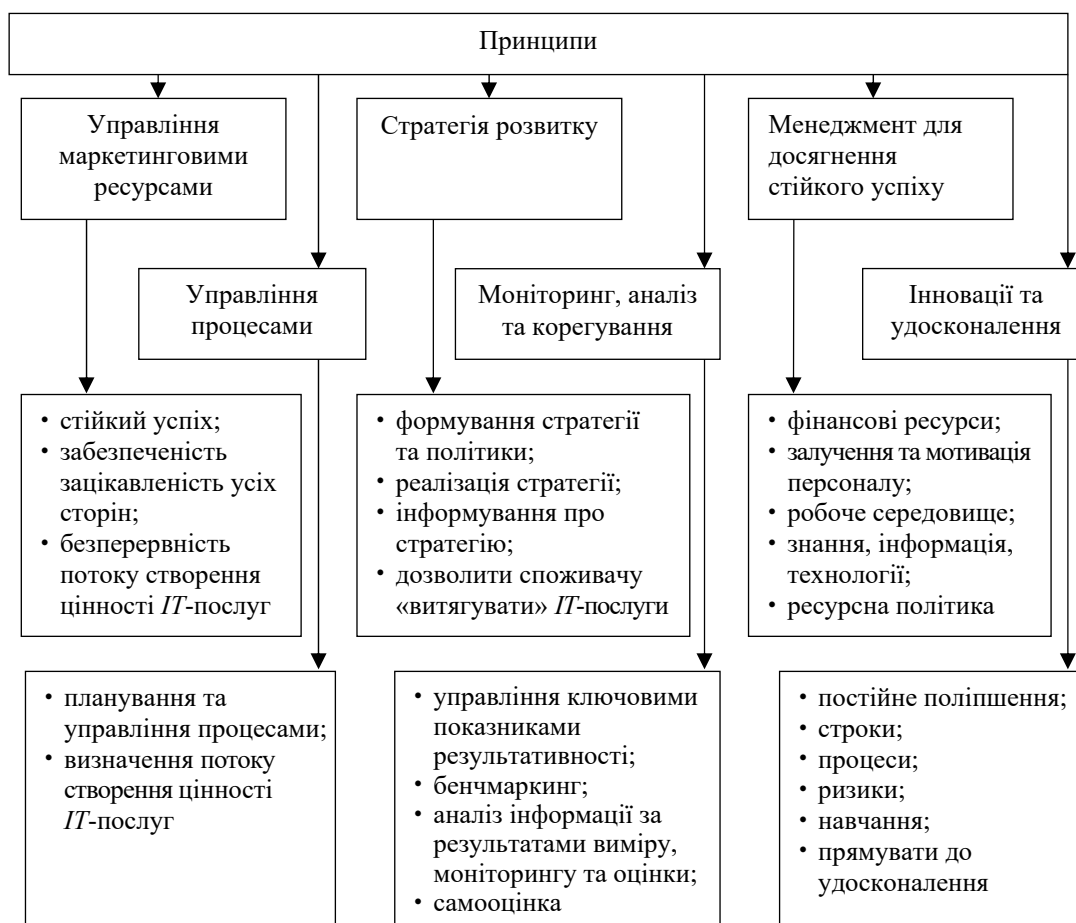 Принципи
Управління
маркетинговими
ресурсами
Стратегія розвитку
Менеджмент для
досягнення
стійкого успіху
Управління
процесами
Моніторинг, аналіз
та корегування
Інновації та
удосконалення
• стійкий успіх;
• забезпеченість
зацікавленість усіх
сторін;
• безперервність
потоку створення
цінності IT-послуг
• формування стратегії
та політики;
• реалізація стратегії;
• інформування про
стратегію;
• дозволити споживачу
«витягувати» IT-послуги
• фінансові ресурси;
• залучення та мотивація
персоналу;
• робоче середовище;
• знання, інформація,
технології;
• ресурсна політика
• планування та
управління процесами;
• визначення потоку
створення цінності
IT-послуг
• управління ключовими
показниками
результативності;
• бенчмаркинг;
• аналіз інформації за
результатами виміру,
моніторингу та оцінки;
• самооцінка
• постійне поліпшення;
• строки;
• процеси;
• ризики;
• навчання;
• прямувати до
удосконалення